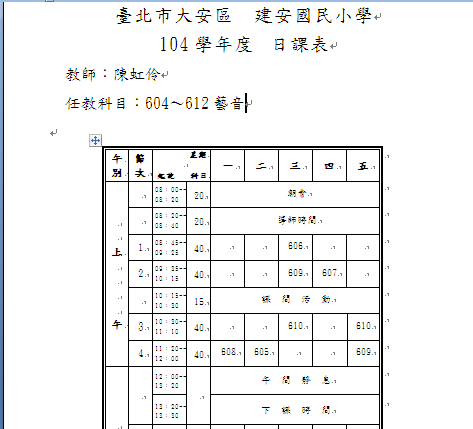 臺北市大安區 建安國民小學
104 學年度 日課表
教師：陳虹伶
任教科目：604～612 藝音
午別 節次 星期 科目 起訖 一 二 三 四 五
08：00--08：20 20 朝會
08：20--08：40 20 導師時間
上午
1 08：45--09：25 40 606
2 09：35--10：15 40 609 607
10：15--10：30 15 課間活動
3 10：30--11：10 40 610 610
4 11：20--12：00 40 608 605 609
12：00--12：20 午間靜息
12：20--13：30 下課時間